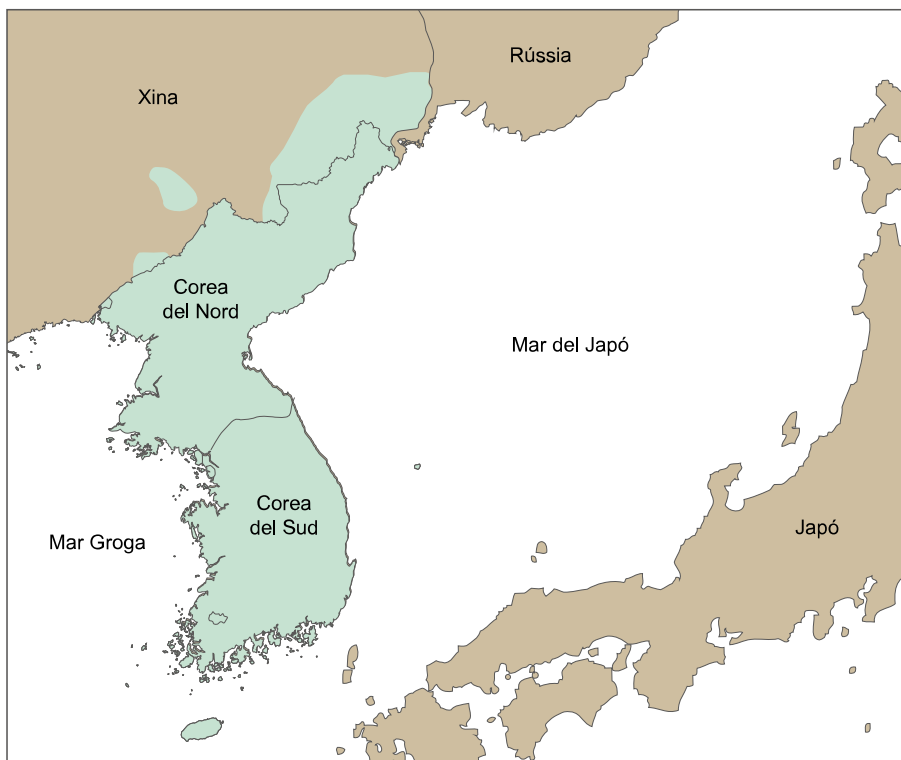 Rússia
Xina
Corea
del Nord
Mar del Japó
Corea
del Sud
Mar Groga
Japó